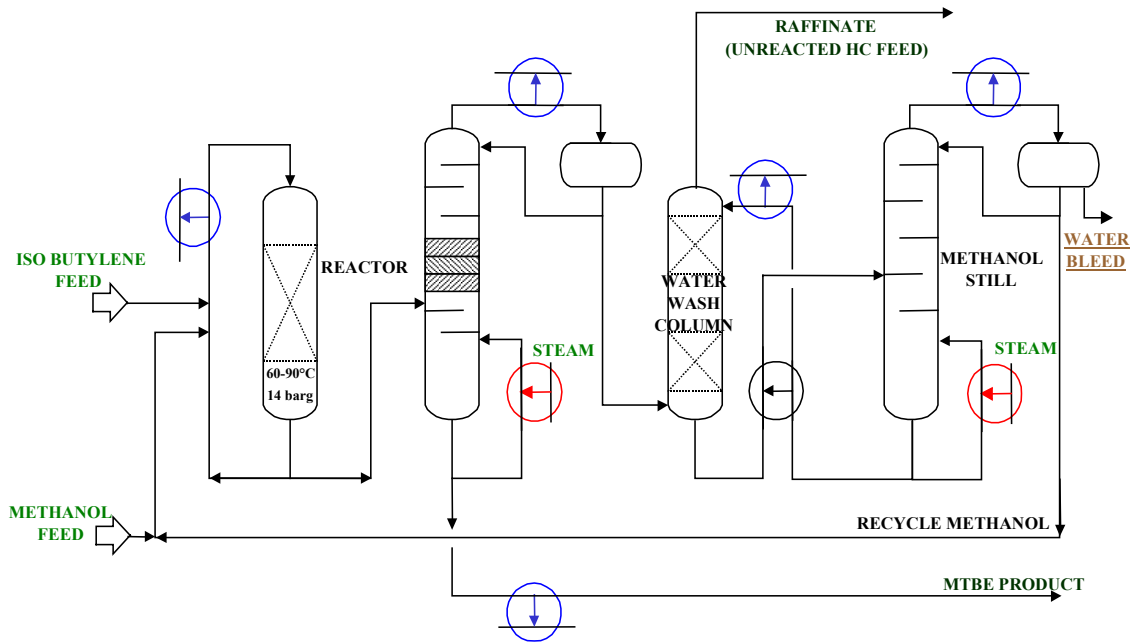 RAFFINATE
(UNREACTED HC FEED)
ISO BUTYLENE
FEED
REACTOR
60-90°C
14 barg
STEAM
WATER
WASH
COLUMN
METHANOL
STILL
WATER
BLEED
STEAM
METHANOL
FEED
RECYCLE METHANOL
MTBE PRODUCT